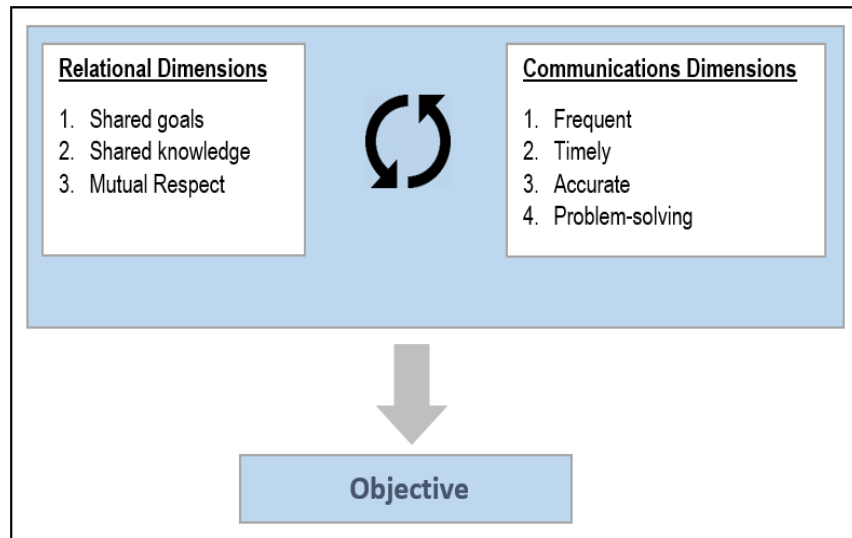 Relational Dimensions
1. Shared goals
2. Shared knowledge
3. Mutual Respect
Communications Dimensions
1. Frequent
2. Timely
3. Accurate
4. Problem-solving
Objective